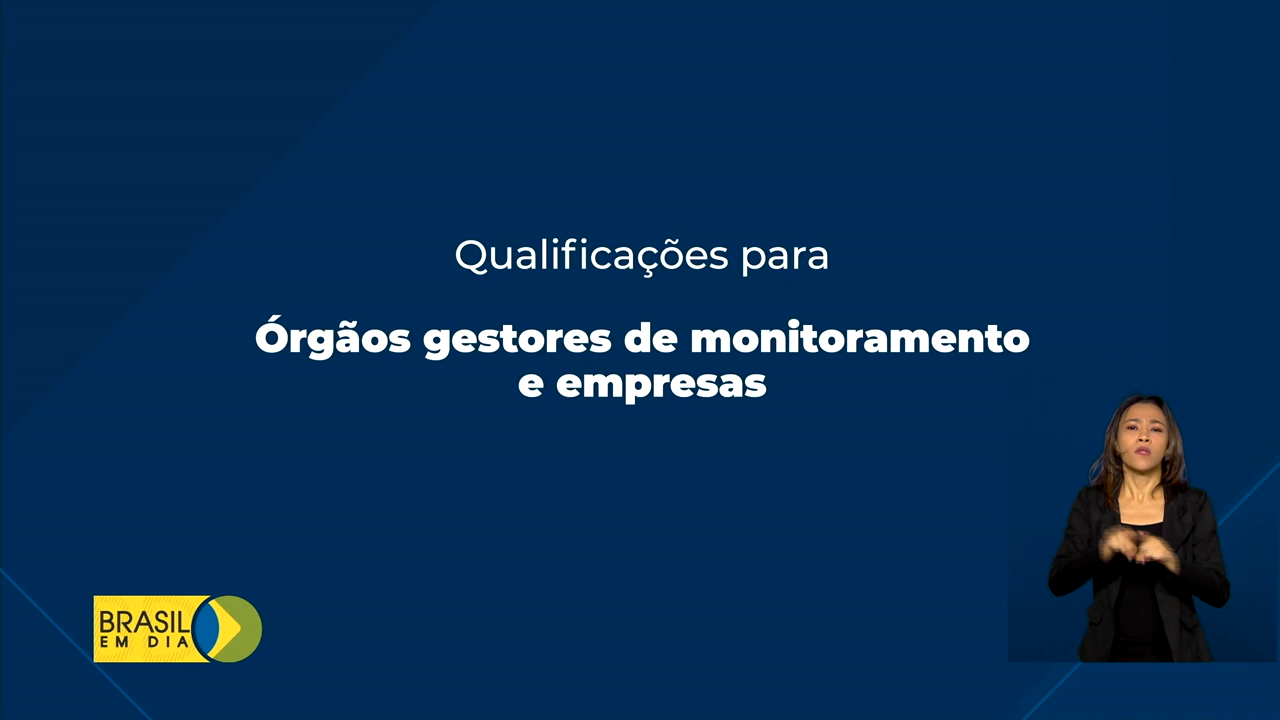 Qualificações para
Órgãos gestores de monitoramento
e empresas
BRASIL
EM DIA